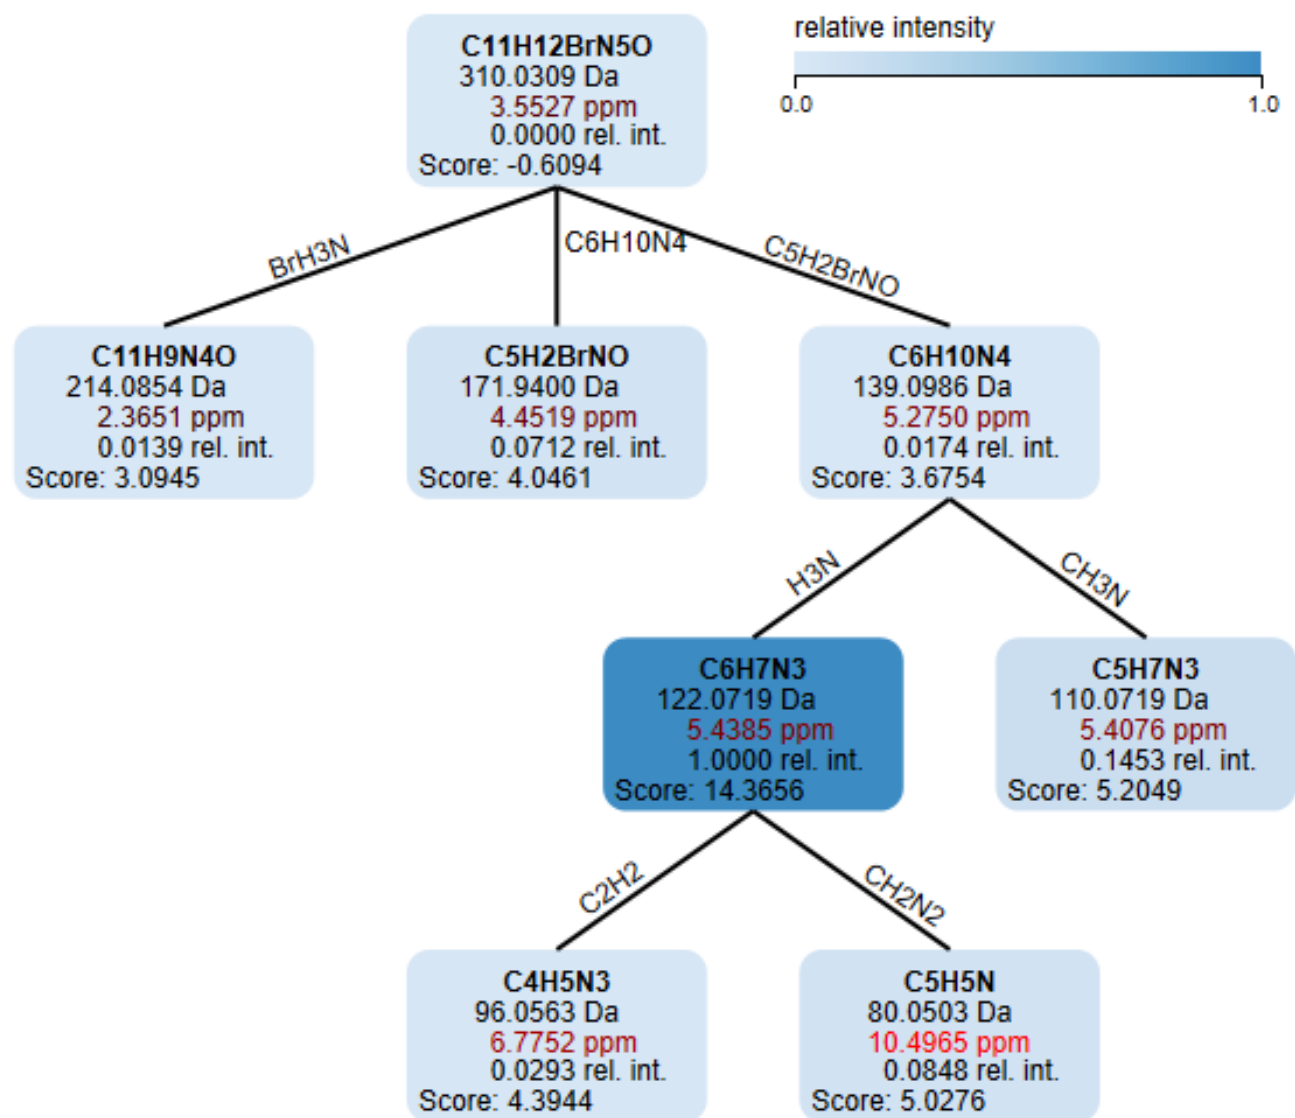 relative intensity
0.0 1.0
C11H12BrN5O
310.0309 Da
3.5527 ppm
0.0000 rel. int.
Score: -0.6094
BrH3N
C6H10N4
C5H2BrNO
C11H9N4O
214.0854 Da
2.3651 ppm
0.0139 rel. int.
Score: 3.0945
C5H2BrNO
171.9400 Da
4.4519 ppm
0.0712 rel. int.
Score: 4.0461
C6H10N4
139.0986 Da
5.2750 ppm
0.0174 rel. int.
Score: 3.6754
H3N
CH3N
C6H7N3
122.0719 Da
5.4385 ppm
1.0000 rel. int.
Score: 14.3656
C5H7N3
110.0719 Da
5.4076 ppm
0.1453 rel. int.
Score: 5.2049
C2H2
CH2N2
C4H5N3
96.0563 Da
6.7752 ppm
0.0293 rel. int.
Score: 4.3944
C5H5N
80.0503 Da
10.4965 ppm
0.0848 rel. int.
Score: 5.0276